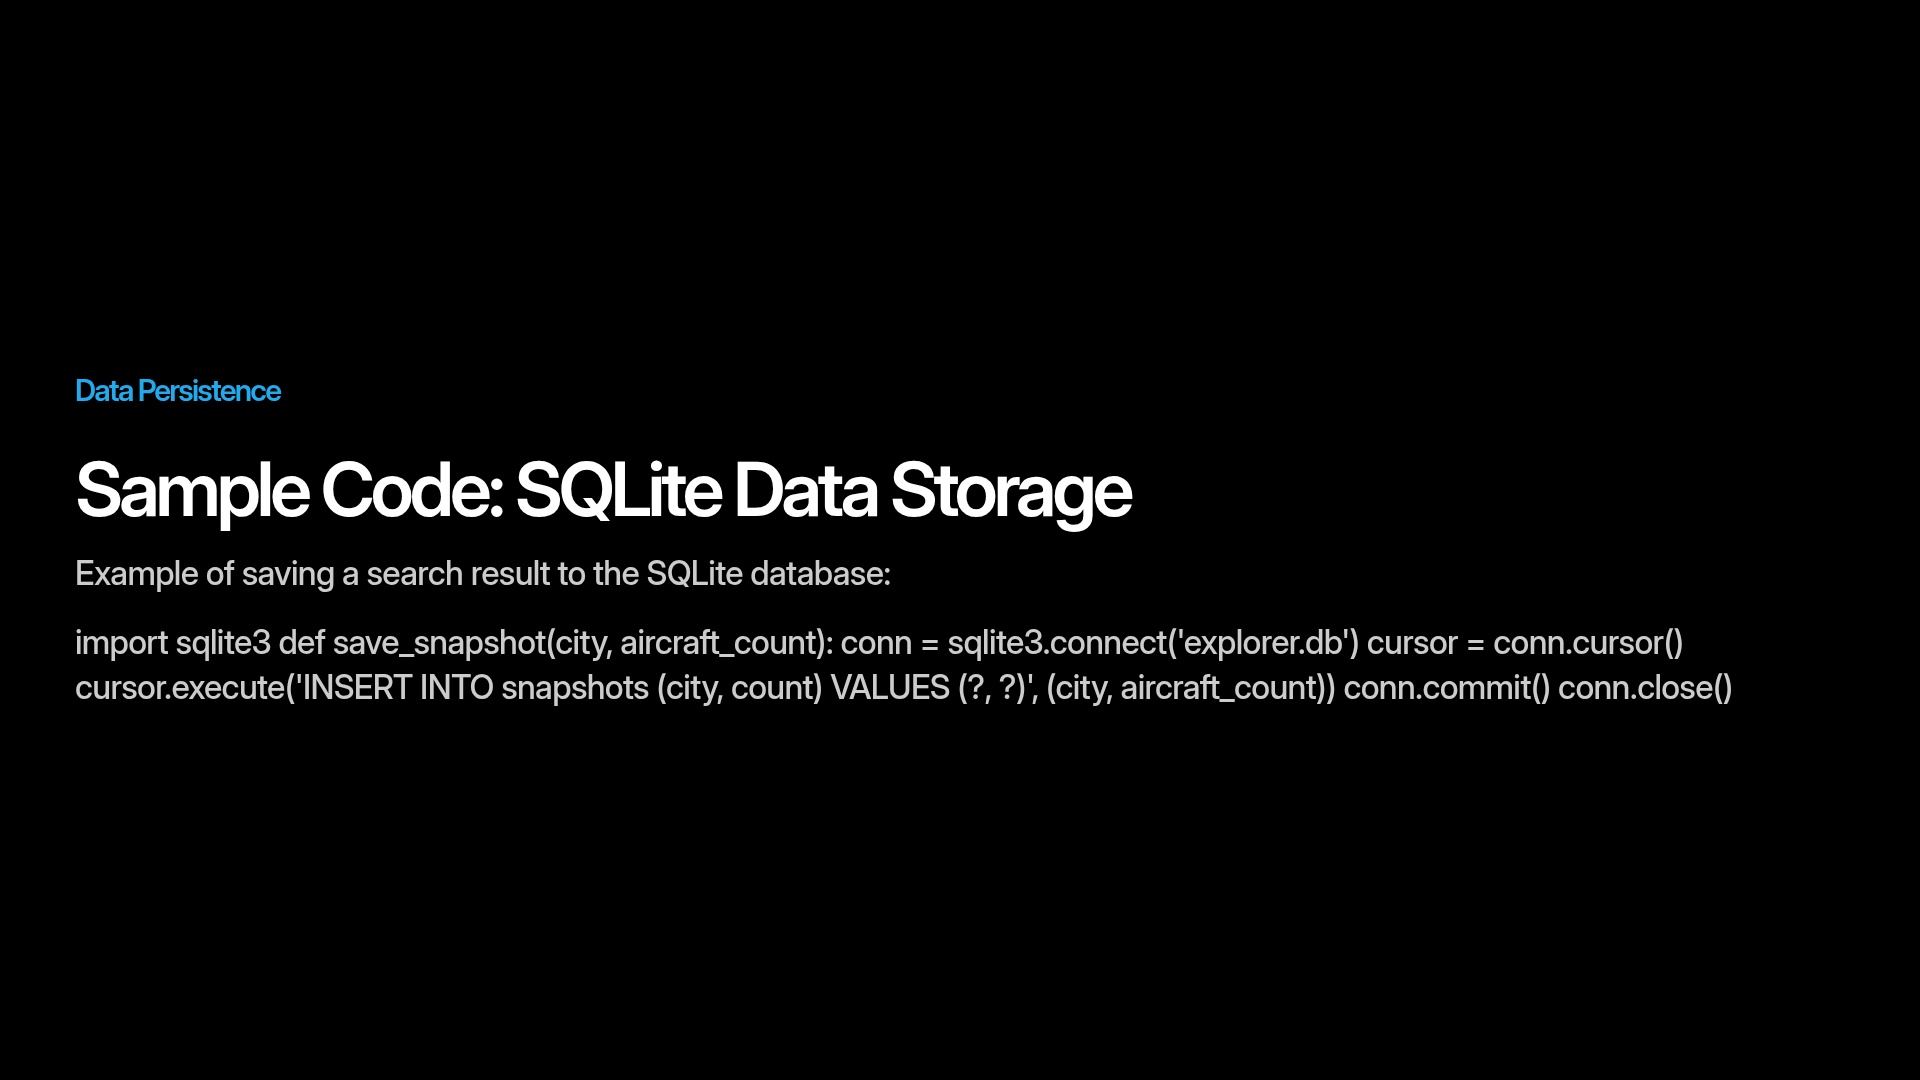 Data Persistence
Sample Code: SQLite Data Storage
Example of saving a search result to the SQLite database:
import sqlite3 def save_snapshot(city, aircraft_count): conn = sqlite3.connect('explorer.db') cursor = conn.cursor()
cursor.execute('INSERT INTO snapshots (city, count) VALUES (?, ?)', (city, aircraft_count)) conn.commit() conn.close()